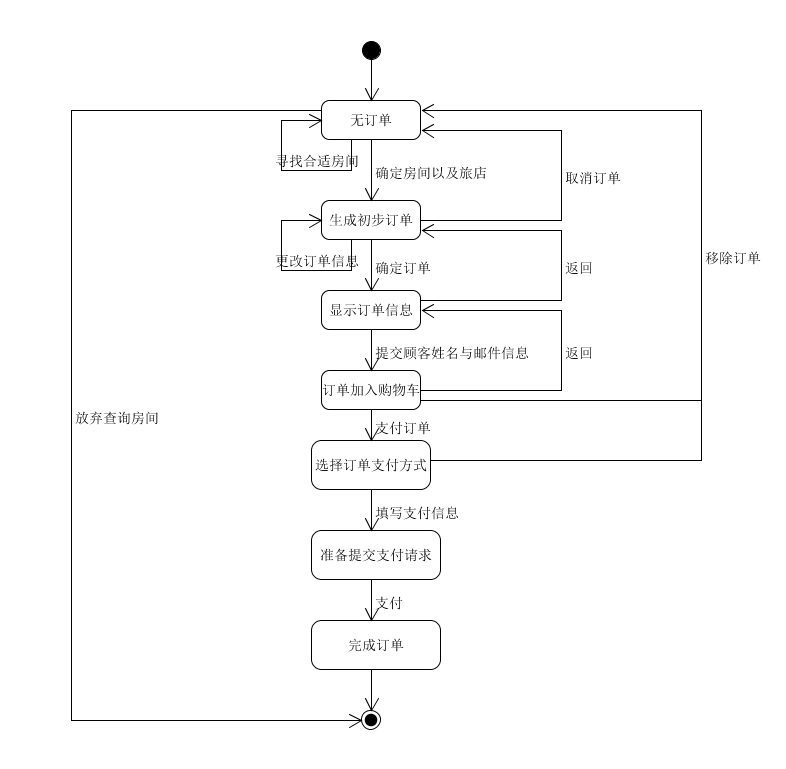 无订单
寻找合适房间
确定房间以及旅店
取消订单
生成初步订单
移除订单
更改订单信息
确定订单
返回
显示订单信息
提交顾客姓名与邮件信息
返回
订单加入购物车
放弃查询房间
支付订单
选择订单支付方式
填写支付信息
准备提交支付请求
支付
完成订单